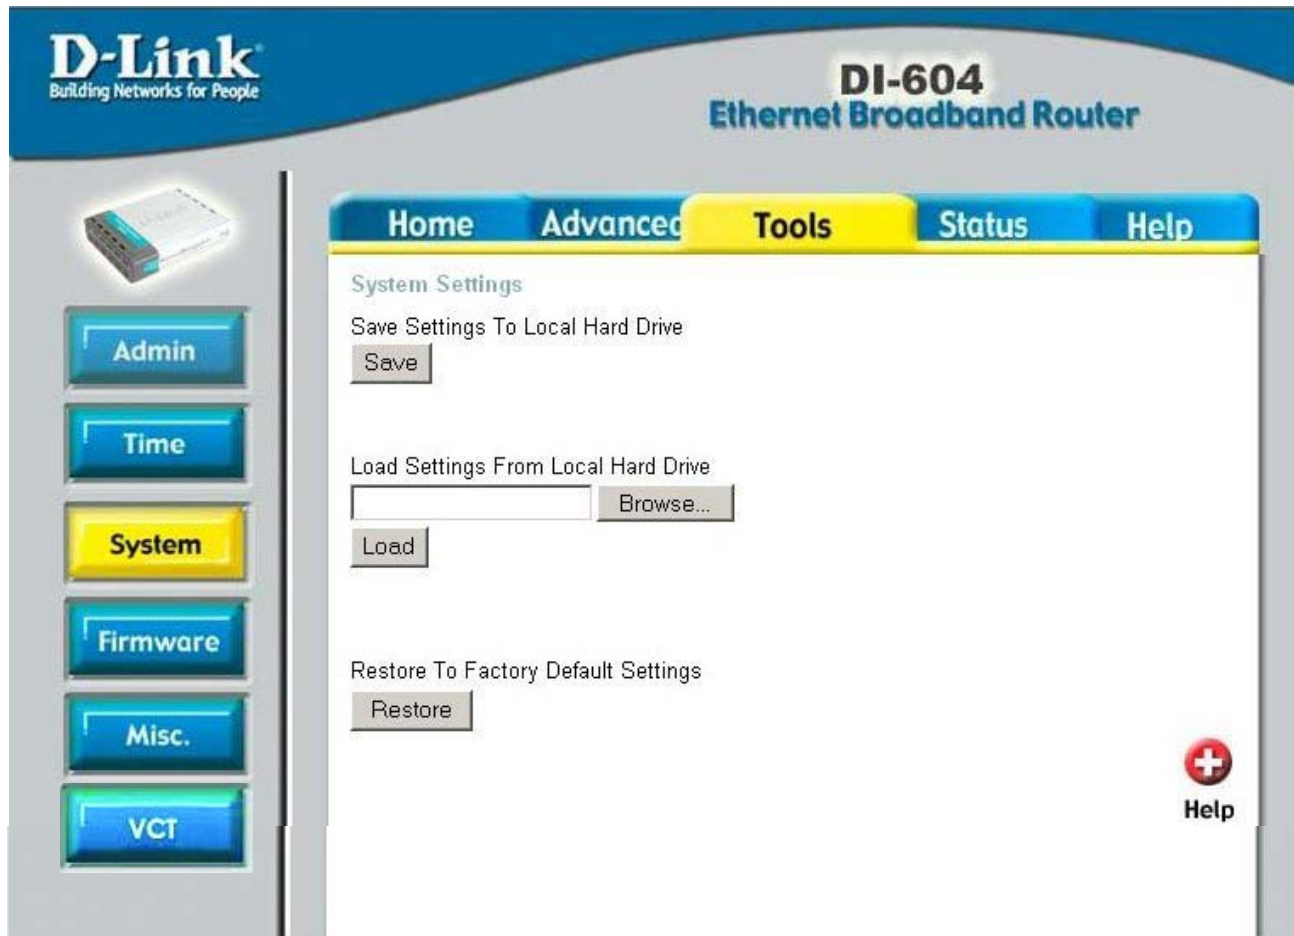 D-Link
Building Networks for People
DI-604
Ethernet Broadband Router
Home Advanced Tools Status Help
System Settings
Save Settings To Local Hard Drive
Save
Load Settings From Local Hard Drive
Browse...
Load
Restore To Factory Default Settings
Restore
Admin
Time
System
Firmware
Misc.
VCT
Help